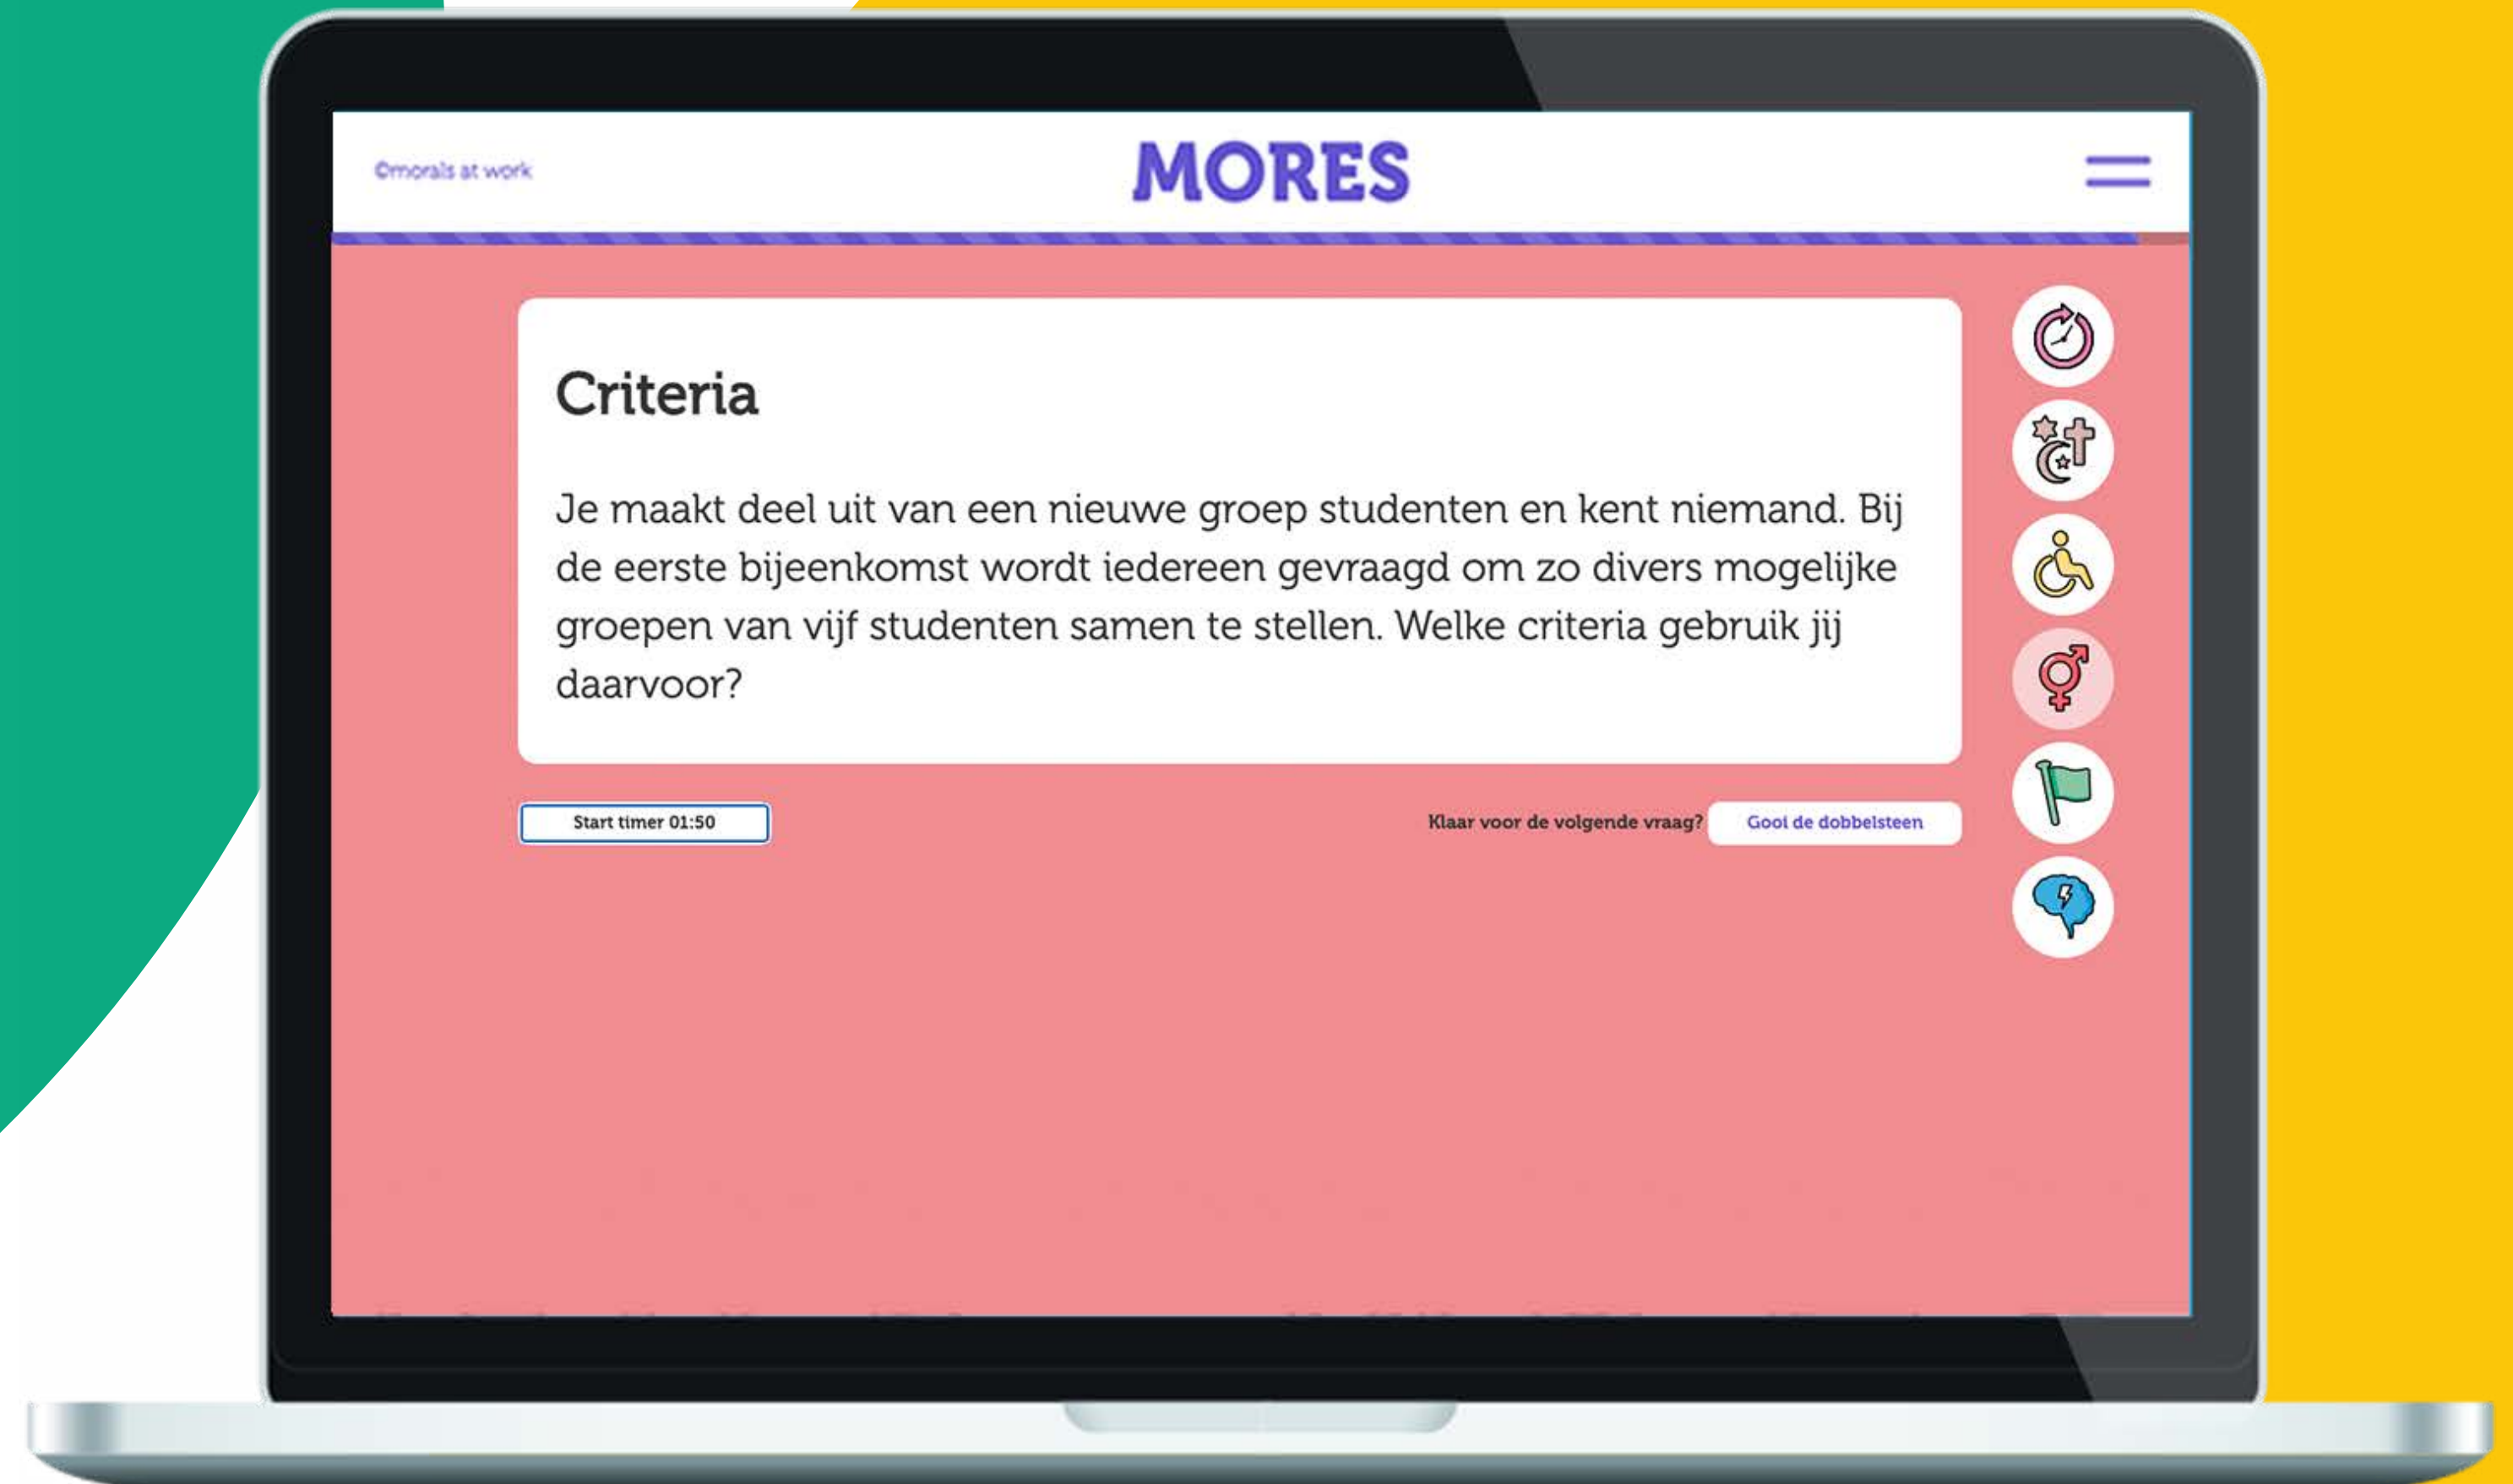 ©morals at work
MORES
Criteria
Je maakt deel uit van een nieuwe groep studenten en kent niemand. Bij
de eerste bijeenkomst wordt iedereen gevraagd om zo divers mogelijke
groepen van vijf studenten samen te stellen. Welke criteria gebruik jij
daarvoor?
Start timer 01:50
Klaar voor de volgende vraag?
Gooi de dobbelsteen